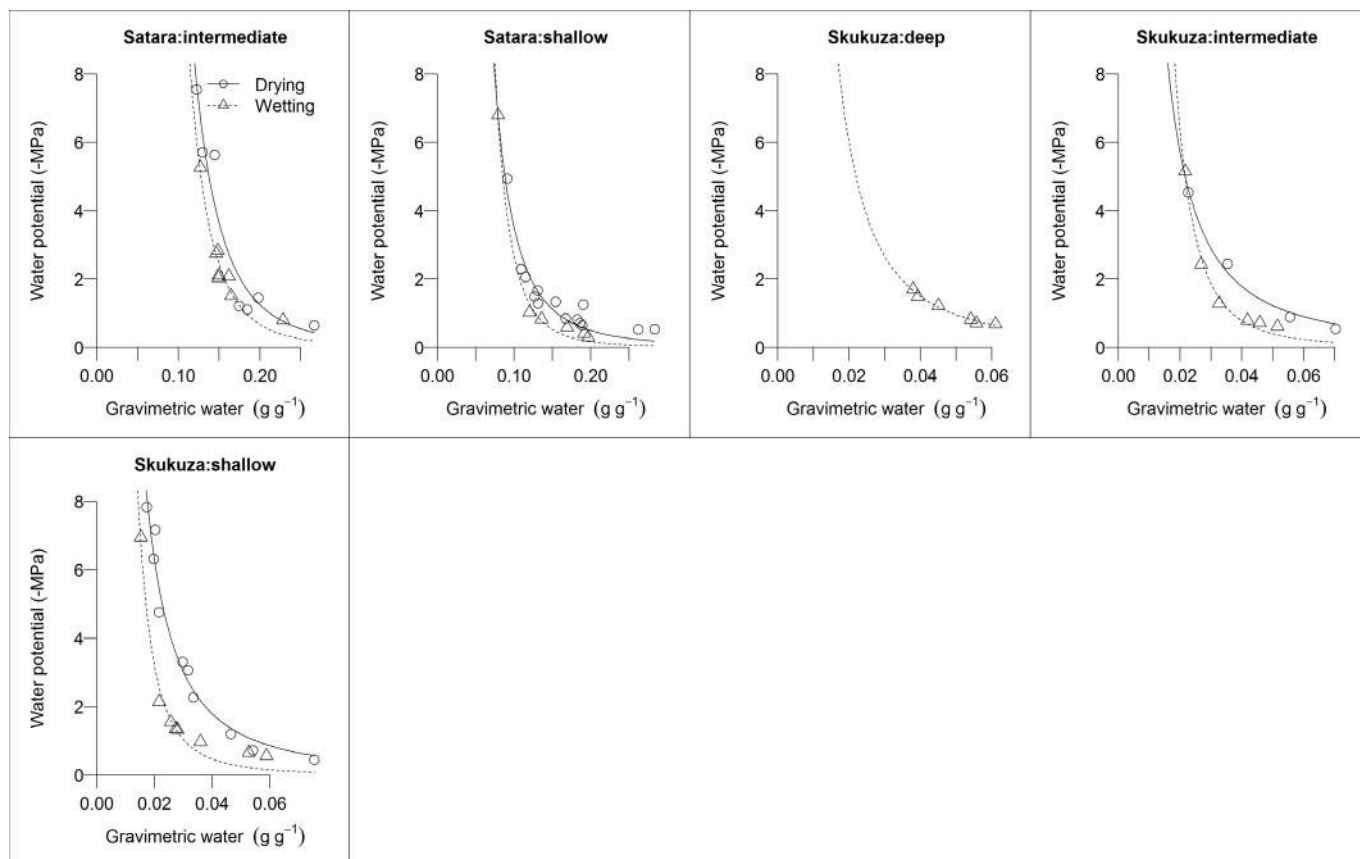 Satara:intermediate
Drying
Wetting
Water potential (-MPa)
8
6
4
2
0
0.00 0.10 0.20
Gravimetric water (g g⁻¹)
Satara:shallow
Water potential (-MPa)
8
6
4
2
0
0.00 0.10 0.20
Gravimetric water (g g⁻¹)
Skukuza:deep
Water potential (-MPa)
8
6
4
2
0
0.00 0.02 0.04 0.06
Gravimetric water (g g⁻¹)
Skukuza:intermediate
Water potential (-MPa)
8
6
4
2
0
0.00 0.02 0.04 0.06
Gravimetric water (g g⁻¹)
Skukuza:shallow
Water potential (-MPa)
8
6
4
2
0
0.00 0.02 0.04 0.06
Gravimetric water (g g⁻¹)